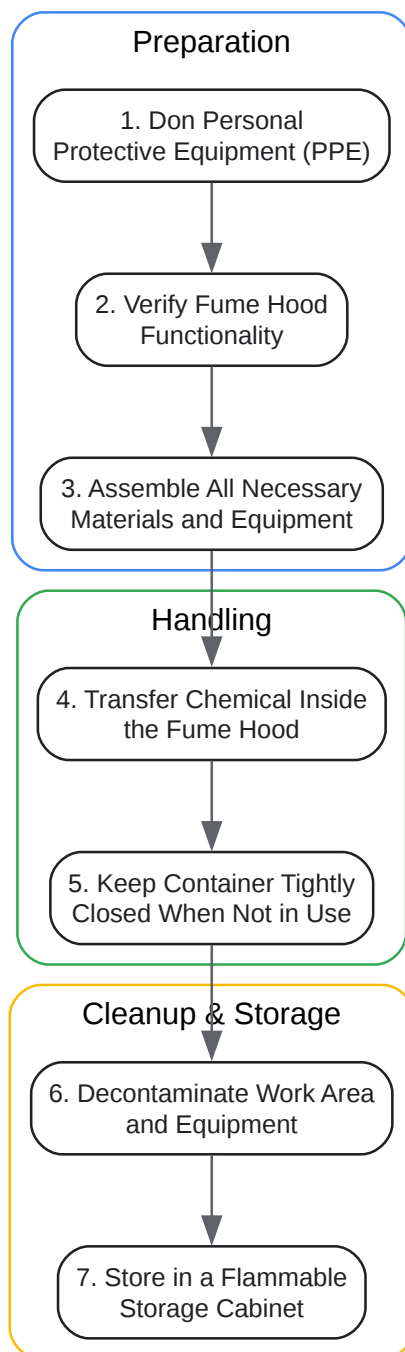 Preparation
1. Don Personal
Protective Equipment (PPE)
2. Verify Fume Hood
Functionality
3. Assemble All Necessary
Materials and Equipment
Handling
4. Transfer Chemical Inside
the Fume Hood
5. Keep Container Tightly
Closed When Not in Use
Cleanup & Storage
6. Decontaminate Work Area
and Equipment
7. Store in a Flammable
Storage Cabinet